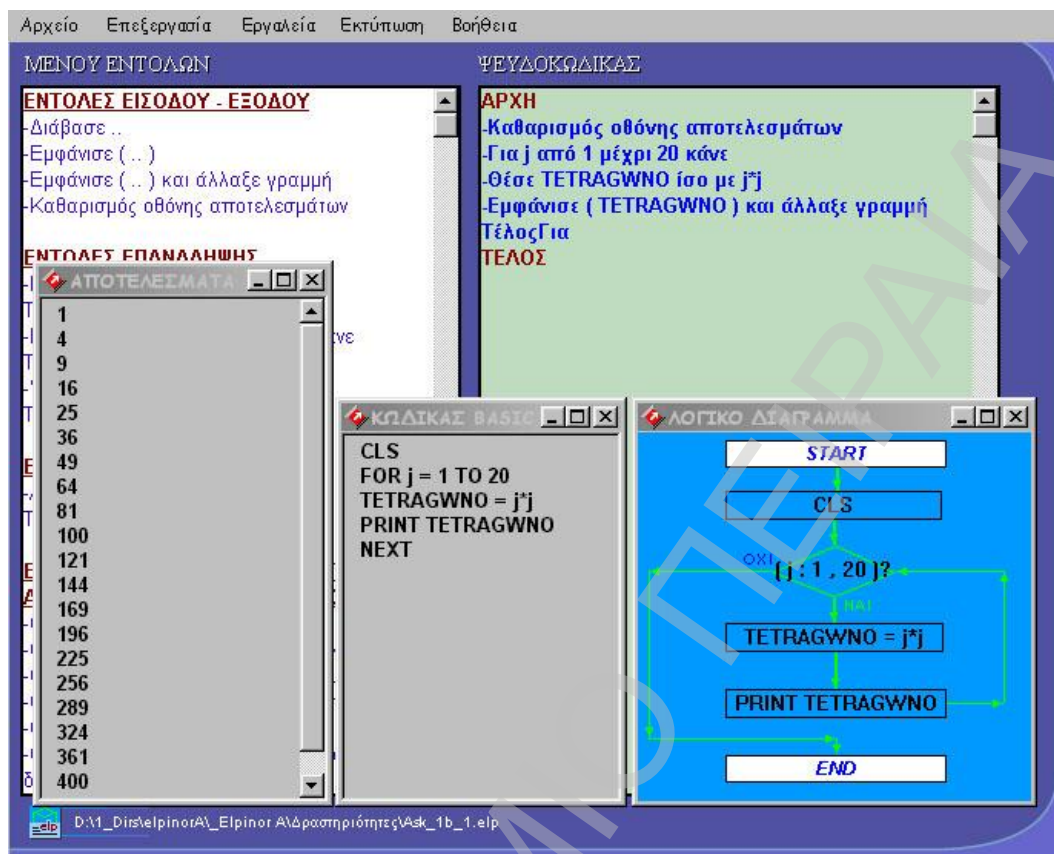 Αρχείο Επεξεργασία Εργαλεία Εκτύπωση Βοήθεια
ΜΕΝΟΥ ΕΝΤΟΛΩΝ
ΕΝΤΟΛΕΣ ΕΙΣΟΔΟΥ - ΕΞΟΔΟΥ
-Διάβασε ..
-Εμφάνισε ( .. )
-Εμφάνισε ( .. ) και άλλαξε γραμμή
-Καθαρισμός οθόνης αποτελεσμάτων
ΕΝΤΟΛΕΣ ΕΠΑΝΑΛΗΨΗΣ
ΨΕΥΔΟΚΩΔΙΚΑΣ
ΑΡΧΗ
-Καθαρισμός οθόνης αποτελεσμάτων
-Για j από 1 μέχρι 20 κάνε
-Θέσε TETRAGWNO ίσο με j*j
-Εμφάνισε ( TETRAGWNO ) και άλλαξε γραμμή
ΤέλοςΓια
ΤΕΛΟΣ
ΑΠΟΤΕΛΕΣΜΑΤΑ
1
4
9
16
25
36
49
64
81
100
121
144
169
196
225
256
289
324
361
400
ΚΩΔΙΚΑΣ BASIC
CLS
FOR j = 1 TO 20
TETRAGWNO = j*j
PRINT TETRAGWNO
NEXT
ΛΟΓΙΚΟ ΔΙΑΓΡΑΜΜΑ
START
CLS
ΟΧΙ
( j : 1 , 20 )?
ΝΑΙ
TETRAGWNO = j*j
PRINT TETRAGWNO
END
D:\1_Dirs\elpinorA\_Elpinor A\Δραστηριότητες\Ask_1b_1.elp